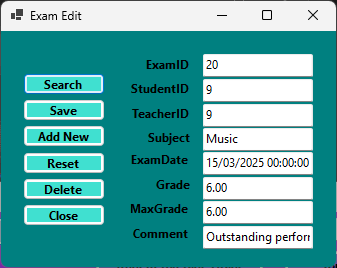 Exam Edit
Search
Save
Add New
Reset
Delete
Close
ExamID 20
StudentID 9
TeacherID 9
Subject Music
ExamDate 15/03/2025 00:00:00
Grade 6.00
MaxGrade 6.00
Comment Outstanding perforn